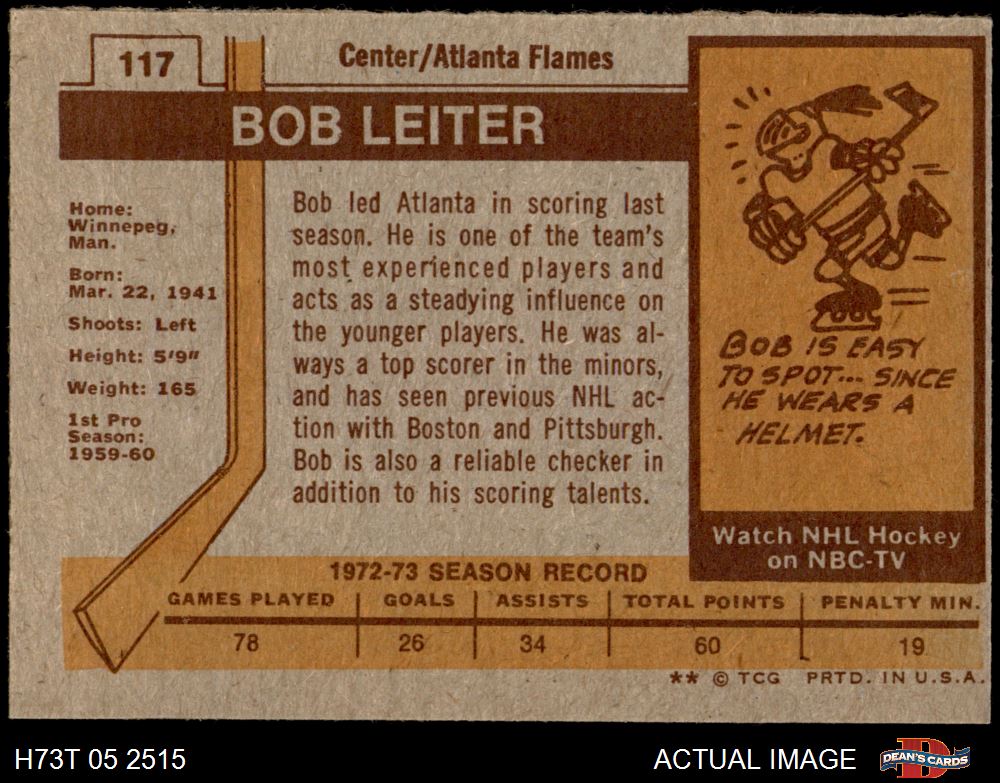 117
Center/Atlanta Flames
BOB LEITER
Home:
Winnepeg,
Man.
Born:
Mar. 22, 1941
Shoots: Left
Height: 5'9"
Weight: 165
1st Pro
Season:
1959-60
Bob led Atlanta in scoring last
season. He is one of the team's
most experienced players and
acts as a steadying influence on
the younger players. He was al-
ways a top scorer in the minors,
and has seen previous NHL ac-
tion with Boston and Pittsburgh.
Bob is also a reliable checker in
addition to his scoring talents.
BOB IS EASY
TO SPOT... SINCE
HE WEARS A
HELMET.
Watch NHL Hockey
on NBC-TV
1972-73 SEASON RECORD
GAMES PLAYED GOALS ASSISTS TOTAL POINTS PENALTY MIN.
78 26 34 60 19
** © TCG PRTD. IN U.S.A.
H73T 05 2515 ACTUAL IMAGE DEAN'S CARDS